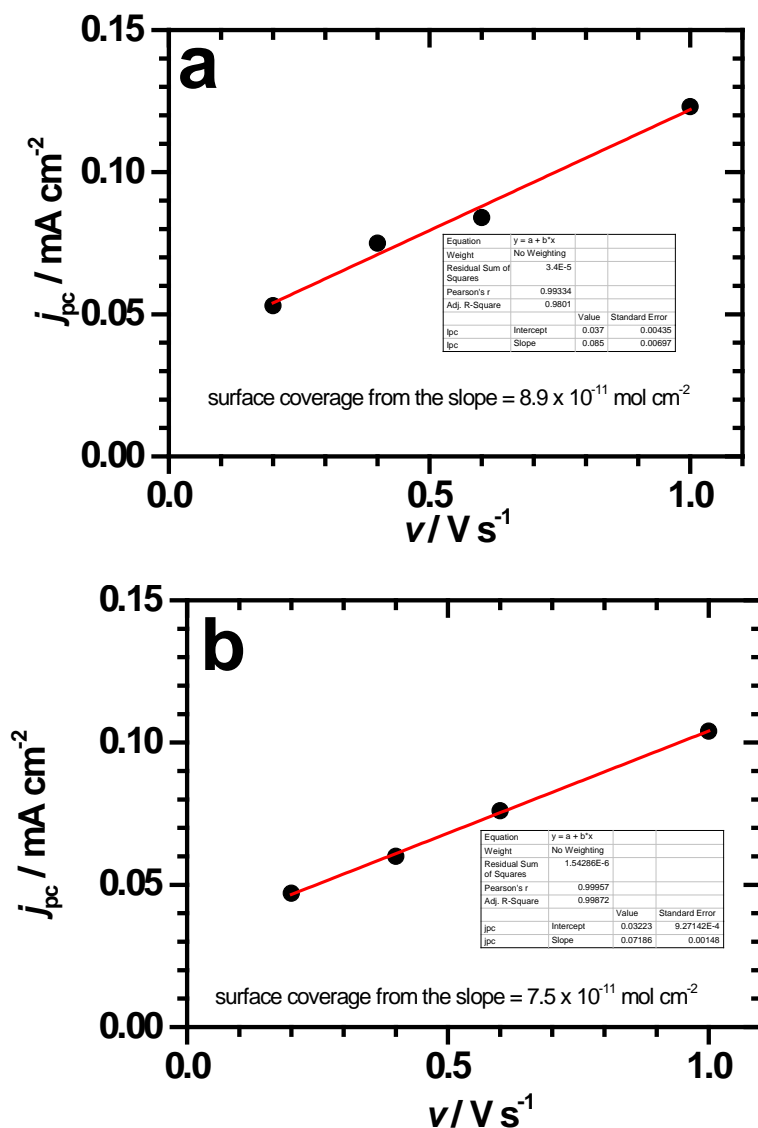 a
0.15
0.10
0.05
0.00
j_pc / mA cm⁻²
Equation y = a + b*x
Weight No Weighting
Residual Sum of Squares 3.4E-5
Pearson's r 0.99334
Adj. R-Square 0.9801
Value Standard Error
Ipc Intercept 0.037 0.00435
Ipc Slope 0.085 0.00697
surface coverage from the slope = 8.9 x 10⁻¹¹ mol cm⁻²
0.0 0.5 1.0
v / V s⁻¹
b
0.15
0.10
0.05
0.00
j_pc / mA cm⁻²
Equation y = a + b*x
Weight No Weighting
Residual Sum of Squares 1.54286E-6
Pearson's r 0.99957
Adj. R-Square 0.99872
Value Standard Error
jpc Intercept 0.03223 9.27142E-4
jpc Slope 0.07186 0.00148
surface coverage from the slope = 7.5 x 10⁻¹¹ mol cm⁻²
0.0 0.5 1.0
v / V s⁻¹